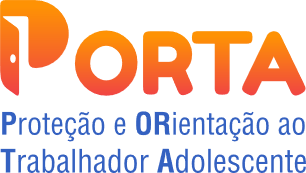 PORTA
Proteção e ORientação ao
Trabalhador Adolescente